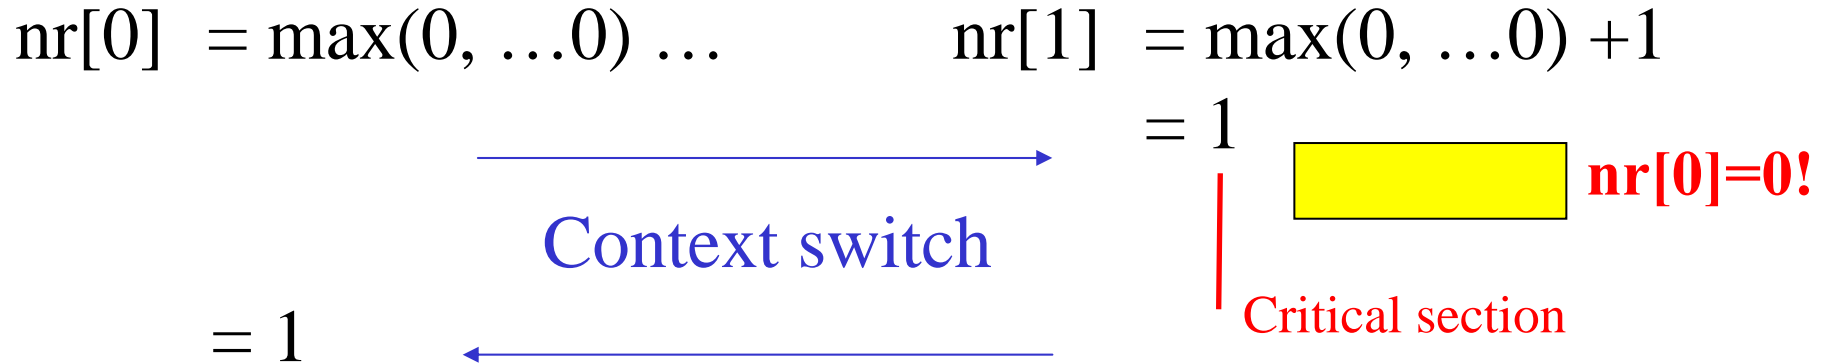 nr[0] = max(0, …0) … nr[1] = max(0, …0) +1
= 1
nr[0]=0!
Context switch
Critical section
= 1